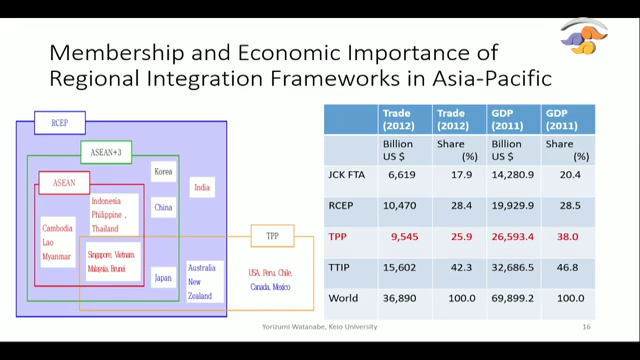 Membership and Economic Importance of
Regional Integration Frameworks in Asia-Pacific
RCEP
ASEAN+3
ASEAN
Korea
India
China
Indonesia
Philippine ,
Thailand
Cambodia
Lao
Myanmar
Singapore, Vietnam
Malaysia, Brunei
Japan
Australia
New
Zealand
TPP
USA, Peru, Chile,
Canada, Mexico
Trade (2012) Trade (2012) GDP (2011) GDP (2011)
Billion US $ Share (%) Billion US $ Share (%)
JCK FTA 6,619 17.9 14,280.9 20.4
RCEP 10,470 28.4 19,929.9 28.5
TPP 9,545 25.9 26,593.4 38.0
TTIP 15,602 42.3 32,686.5 46.8
World 36,890 100.0 69,899.2 100.0
Yorizumi Watanabe, Keio University
16